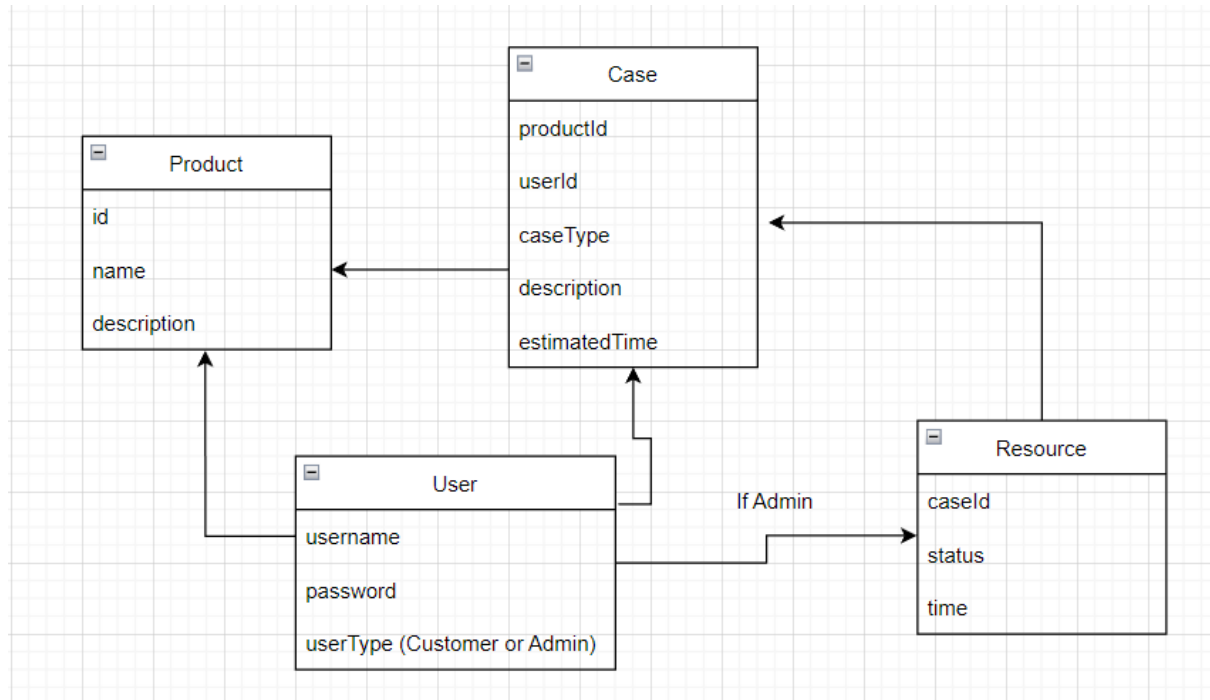 Case
productId
userId
caseType
description
estimatedTime
Product
id
name
description
User
username
password
userType (Customer or Admin)
If Admin
Resource
caseId
status
time